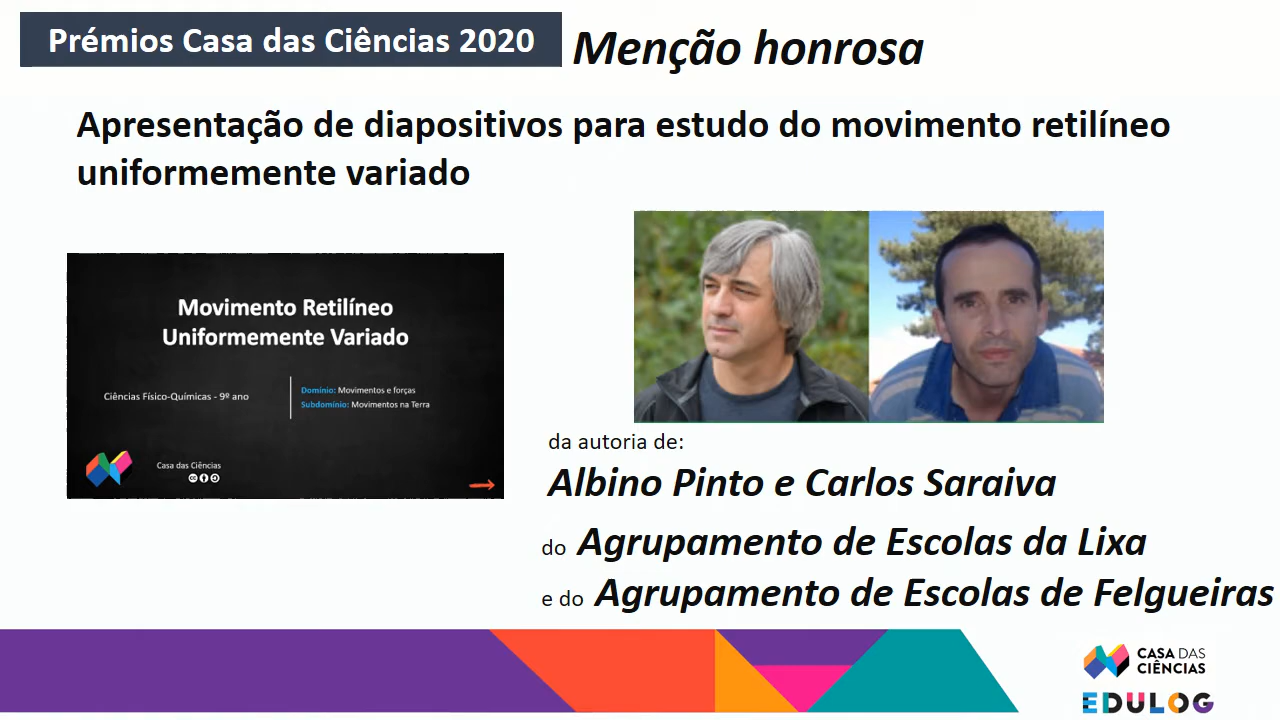 Prémios Casa das Ciências 2020
Menção honrosa
Apresentação de diapositivos para estudo do movimento retilíneo
uniformemente variado
Movimento Retilíneo
Uniformemente Variado
Ciências Físico-Químicas - 9º ano
Domínio: Movimentos e forças
Subdomínio: Movimentos na Terra
Casa das Ciências
da autoria de:
Albino Pinto e Carlos Saraiva
do Agrupamento de Escolas da Lixa
e do Agrupamento de Escolas de Felgueiras
CASA DAS
CIÊNCIAS
EDULOG